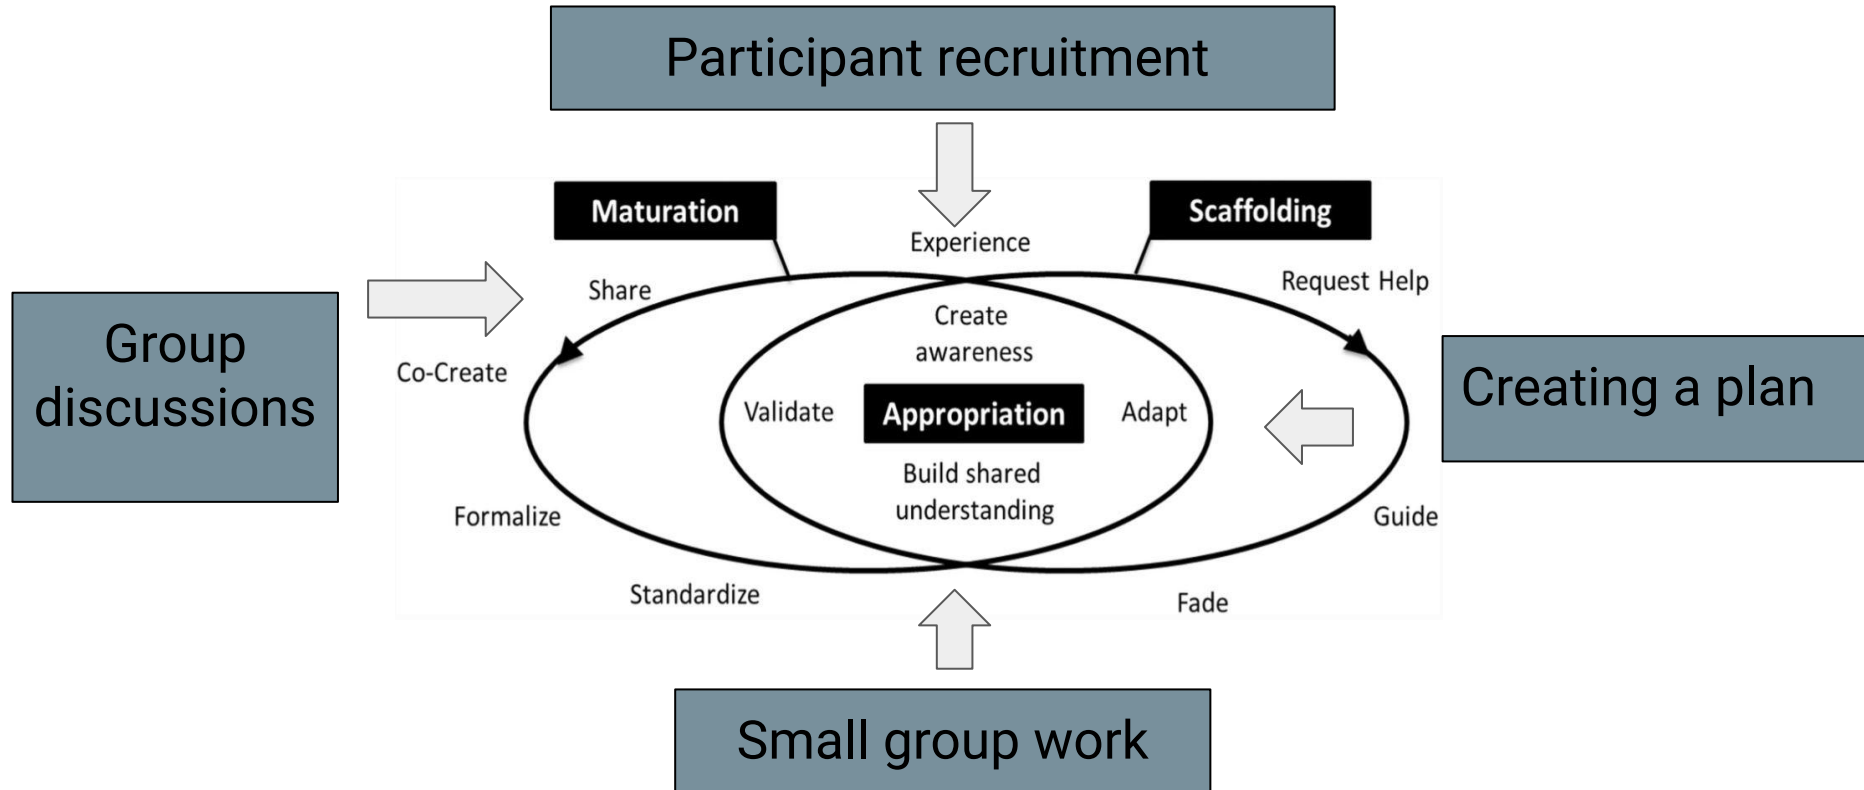 Participant recruitment
Maturation
Scaffolding
Experience
Share
Request Help
Create
awareness
Group
discussions
Co-Create
Creating a plan
Validate
Appropriation
Adapt
Build shared
understanding
Formalize
Guide
Standardize
Fade
Small group work